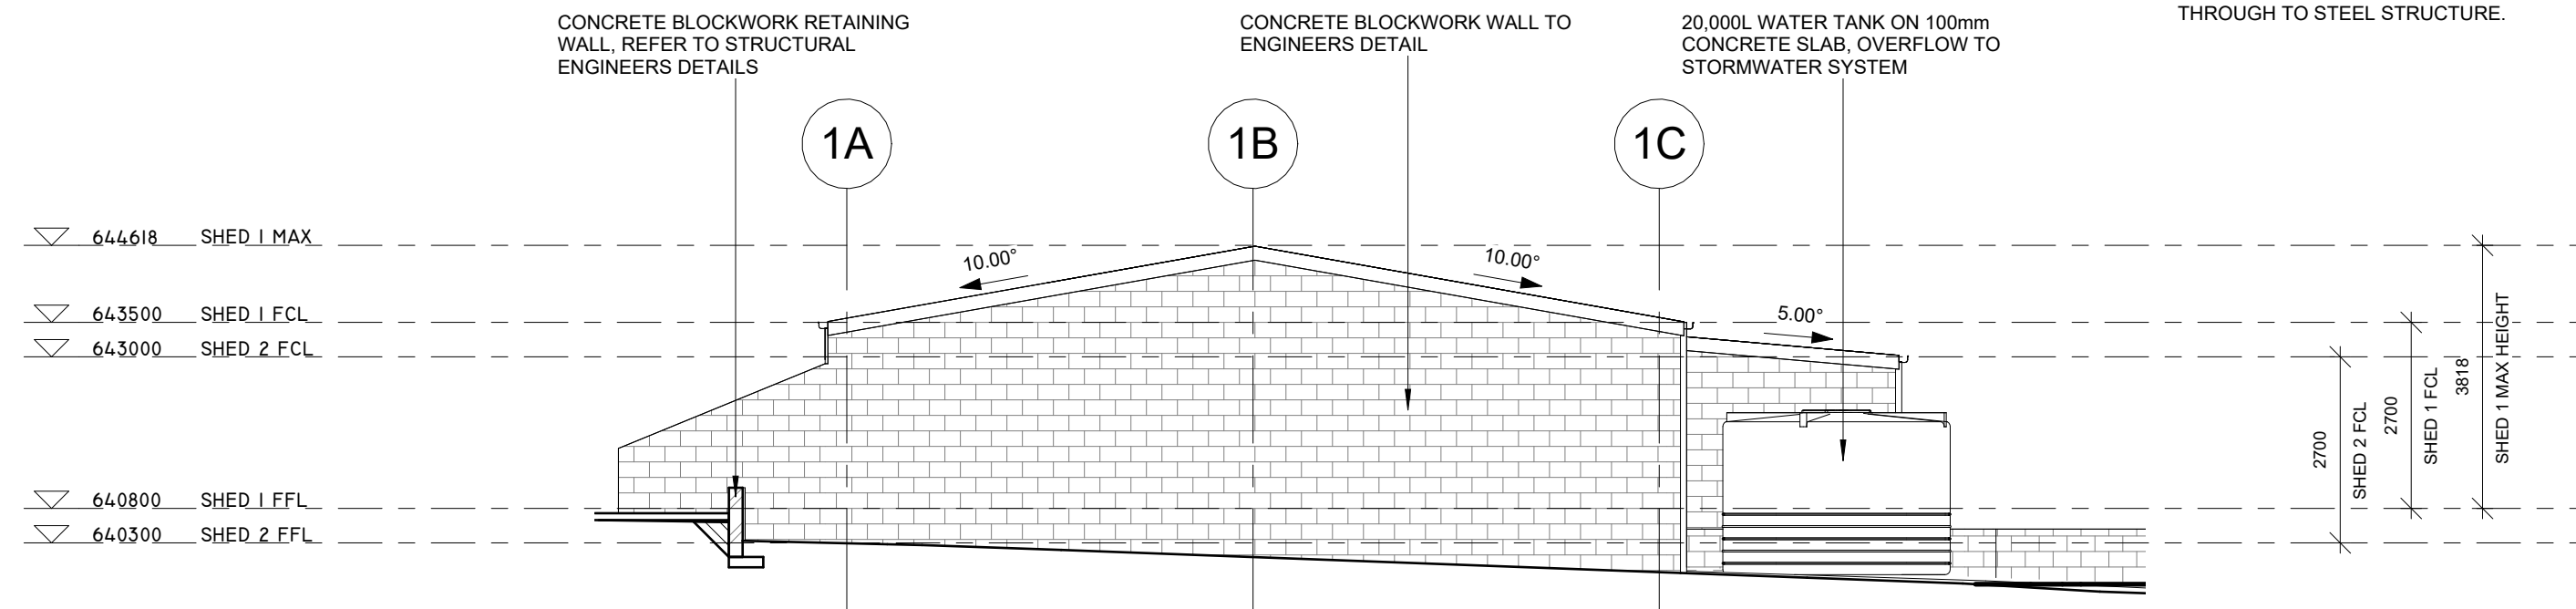 CONCRETE BLOCKWORK RETAINING
WALL, REFER TO STRUCTURAL
ENGINEERS DETAILS
CONCRETE BLOCKWORK WALL TO
ENGINEERS DETAIL
20,000L WATER TANK ON 100mm
CONCRETE SLAB, OVERFLOW TO
STORMWATER SYSTEM
THROUGH TO STEEL STRUCTURE.
1A
1B
1C
644618 SHED 1 MAX
643500 SHED 1 FCL
643000 SHED 2 FCL
640800 SHED 1 FFL
640300 SHED 2 FFL
10.00°
10.00°
5.00°
2700
SHED 2 FCL
2700
SHED 1 FCL
3818
SHED 1 MAX HEIGHT